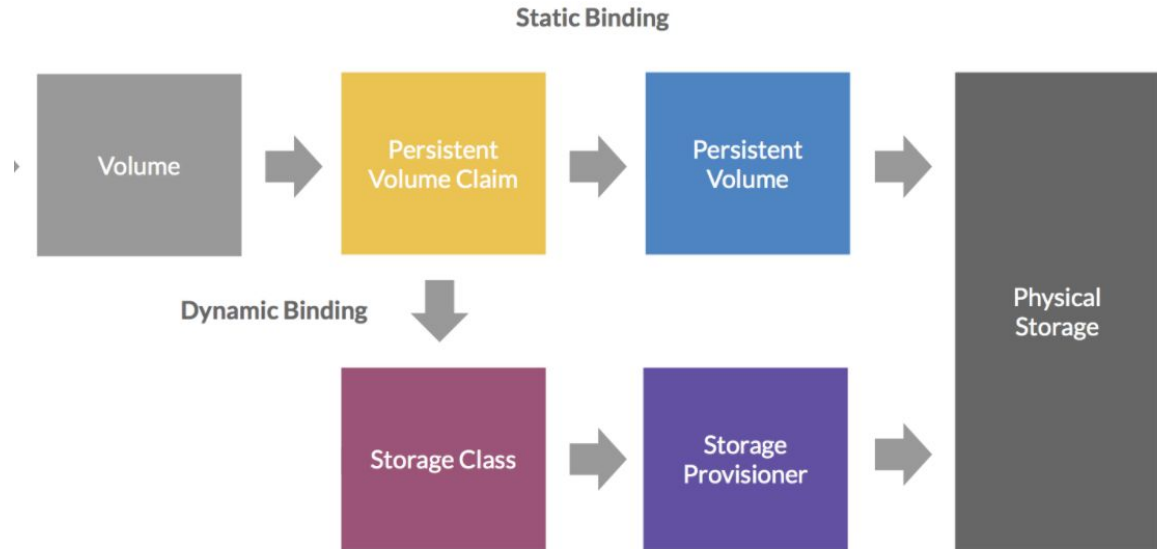 Static Binding
Volume
Persistent
Volume Claim
Persistent
Volume
Physical
Storage
Dynamic Binding
Storage Class
Storage
Provisioner